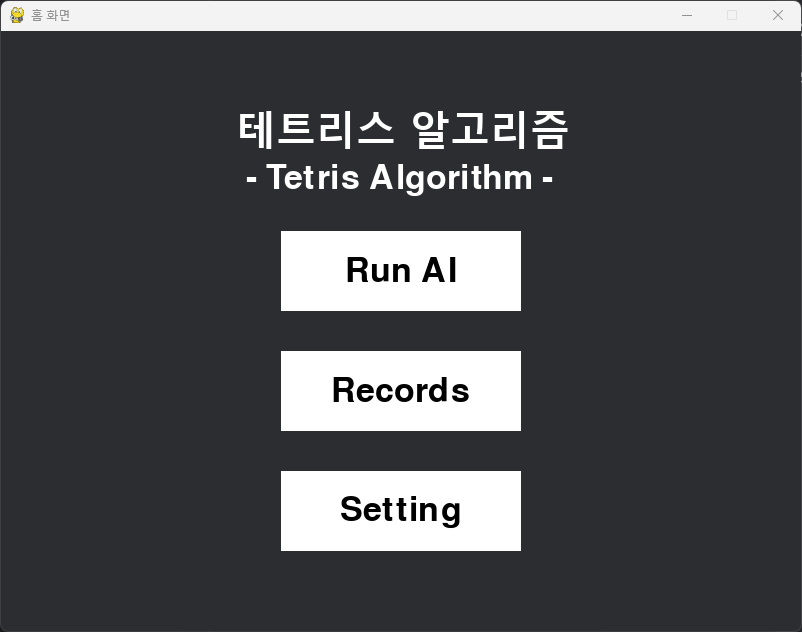 홈 화면
테트리스 알고리즘
- Tetris Algorithm -
Run AI
Records
Setting